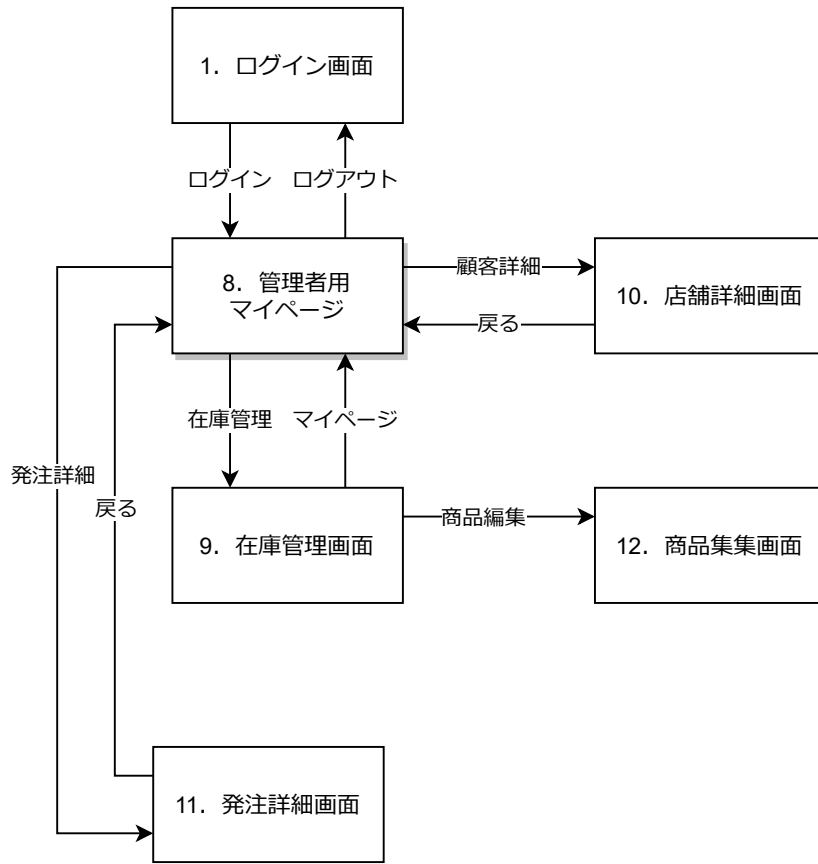 1. ログイン画面
ログイン
ログアウト
8. 管理者用
マイページ
顧客詳細
戻る
10. 店舗詳細画面
在庫管理
マイページ
発注詳細
戻る
9. 在庫管理画面
商品編集
12. 商品集集画面
11. 発注詳細画面